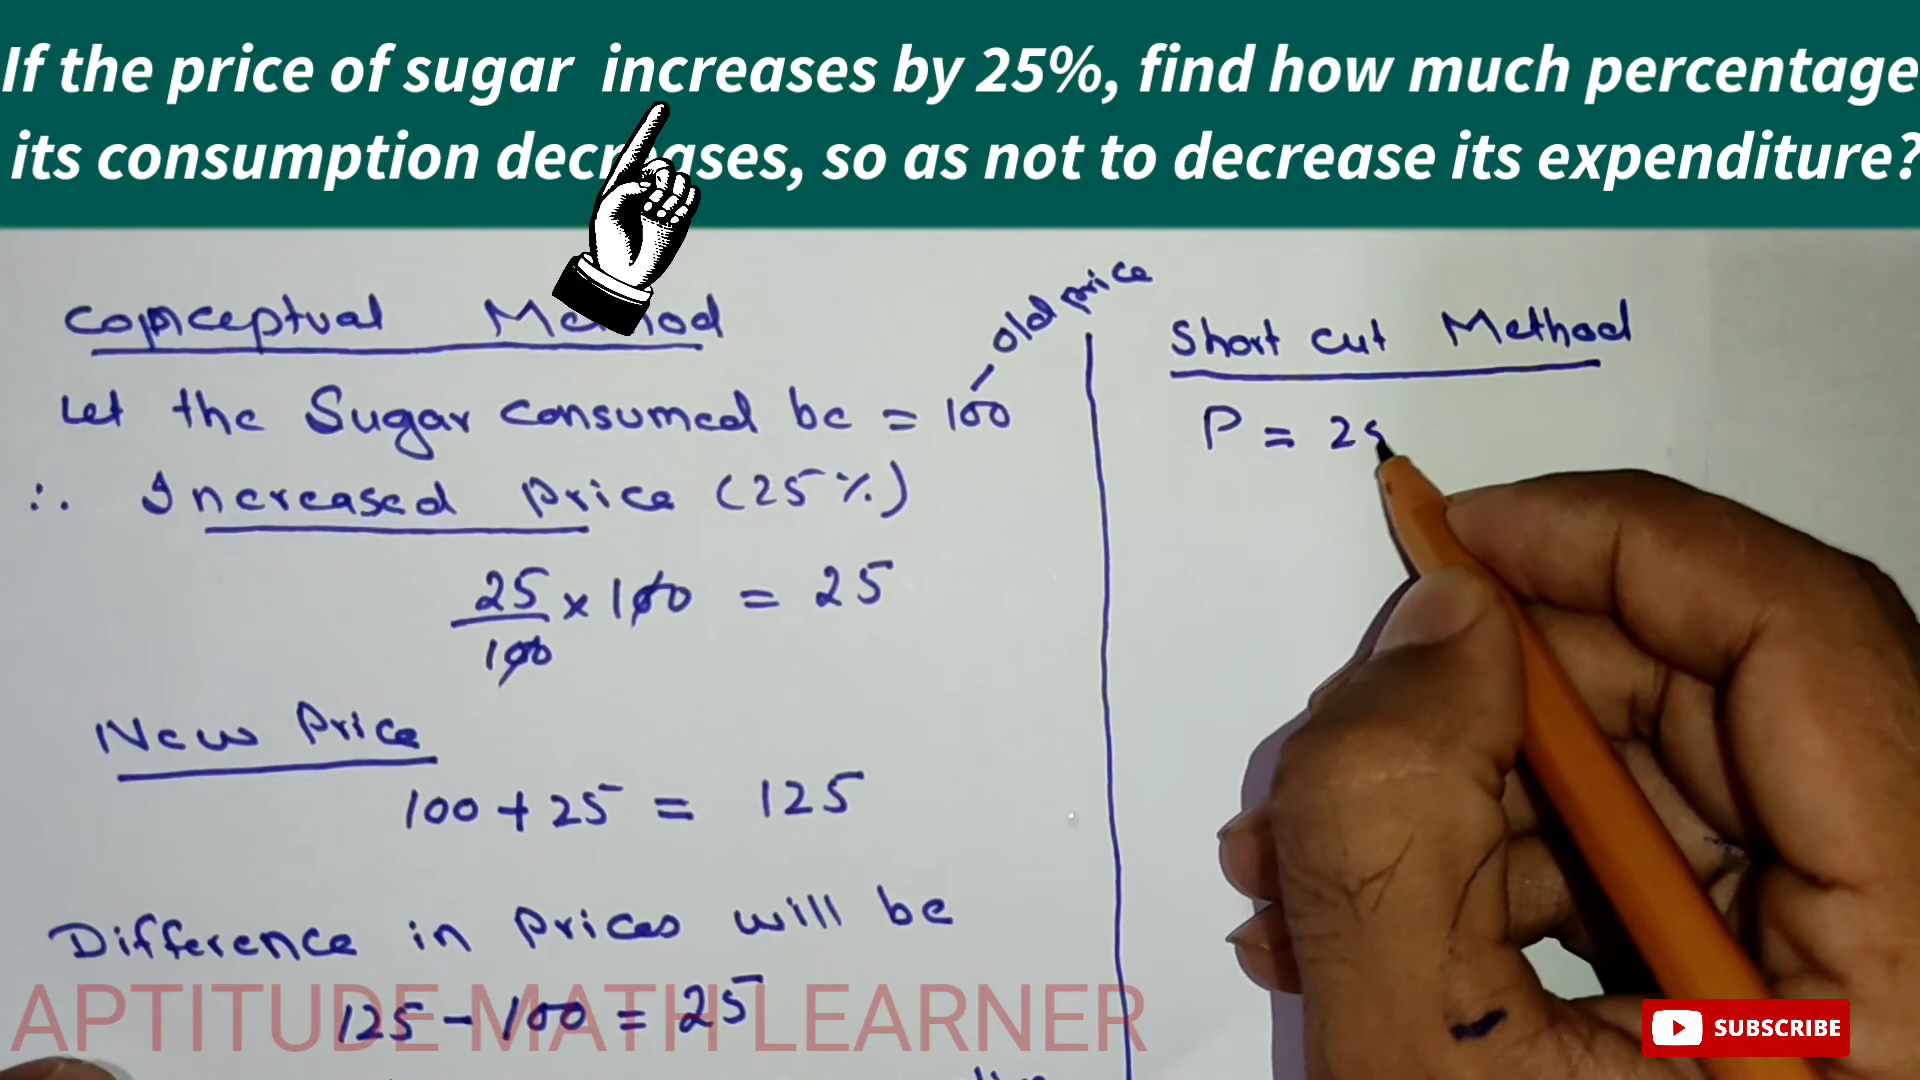 If the price of sugar increases by 25%, find how much percentage
its consumption decreases, so as not to decrease its expenditure?
Conceptual Method
Let the Sugar consumed be = 100
old price
∴ Increased price (25%)
25/100 × 100 = 25
New Price
100 + 25 = 125
Difference in prices will be
125 - 100 = 25
Short cut Method
P = 25
APTITUDE MATH LEARNER
SUBSCRIBE